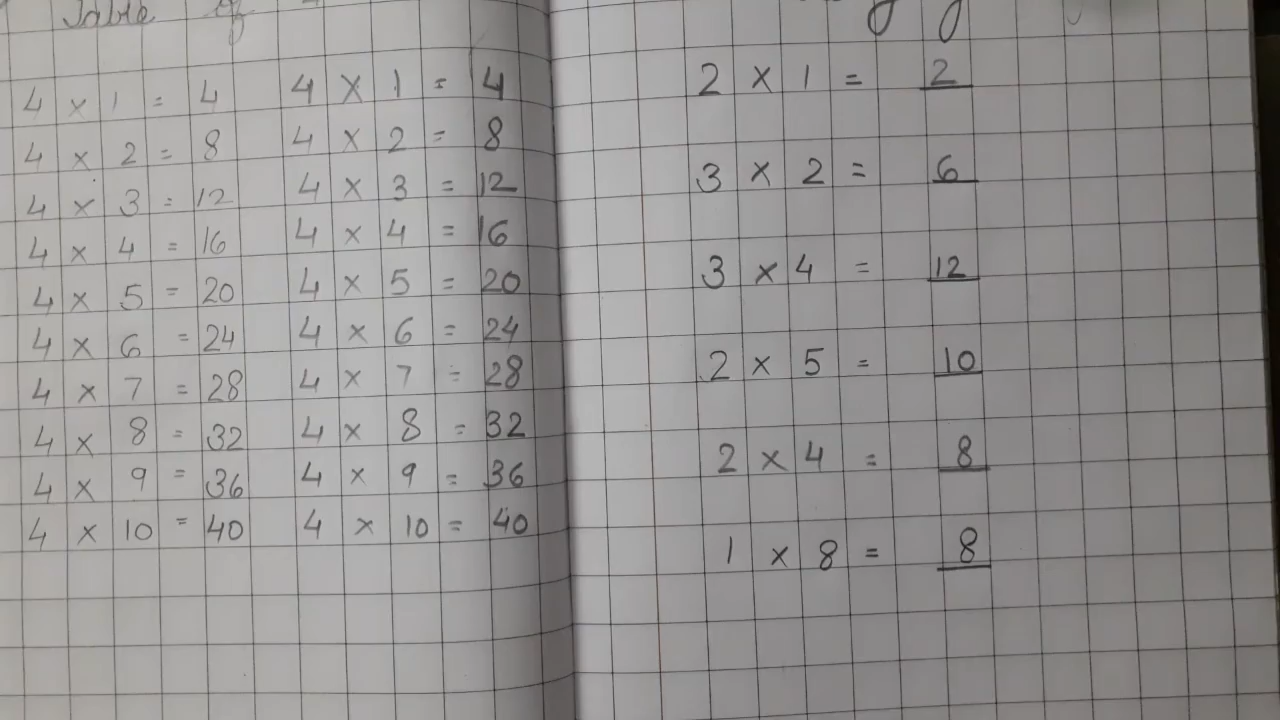 Table of
4 × 1 = 4
4 × 2 = 8
4 × 3 = 12
4 × 4 = 16
4 × 5 = 20
4 × 6 = 24
4 × 7 = 28
4 × 8 = 32
4 × 9 = 36
4 × 10 = 40
4 × 1 = 4
4 × 2 = 8
4 × 3 = 12
4 × 4 = 16
4 × 5 = 20
4 × 6 = 24
4 × 7 = 28
4 × 8 = 32
4 × 9 = 36
4 × 10 = 40
2 × 1 = 2
3 × 2 = 6
3 × 4 = 12
2 × 5 = 10
2 × 4 = 8
1 × 8 = 8